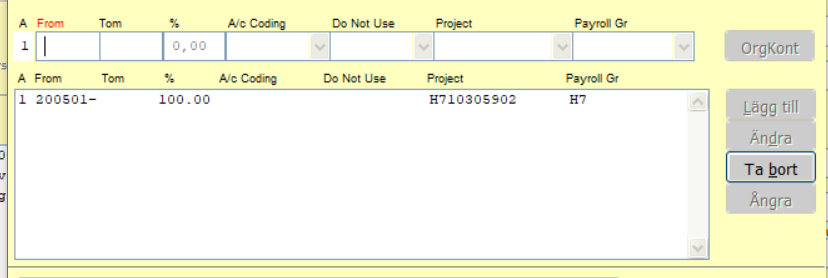 A From Tom % A/c Coding Do Not Use Project Payroll Gr
1 0,00 OrgKont
A From Tom % A/c Coding Do Not Use Project Payroll Gr
1 200501- 100.00 H710305902 H7
Lägg till
Ändra
Ta bort
Ångra